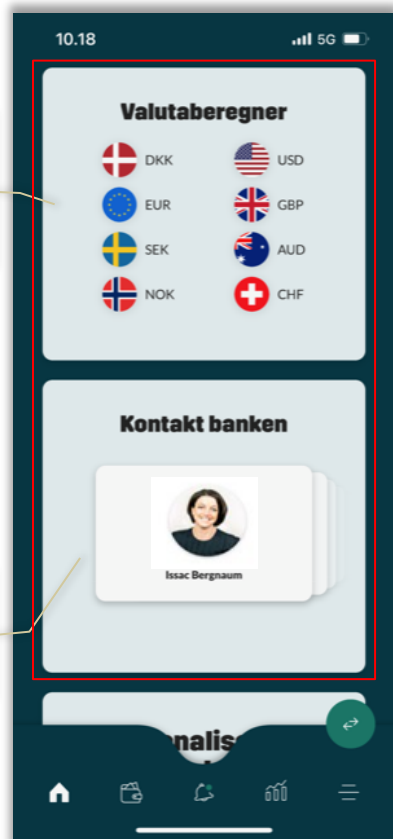 10.18 5G
Valutaberegner
DKK USD
EUR GBP
SEK AUD
NOK CHF
Kontakt banken
Issac Bergnaum